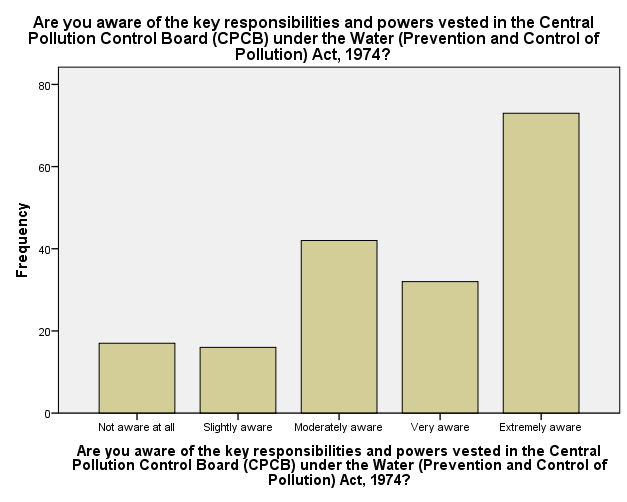 Are you aware of the key responsibilities and powers vested in the Central
Pollution Control Board (CPCB) under the Water (Prevention and Control of
Pollution) Act, 1974?
80
60
40
20
0
Frequency
Not aware at all
Slightly aware
Moderately aware
Very aware
Extremely aware
Are you aware of the key responsibilities and powers vested in the Central
Pollution Control Board (CPCB) under the Water (Prevention and Control of
Pollution) Act, 1974?